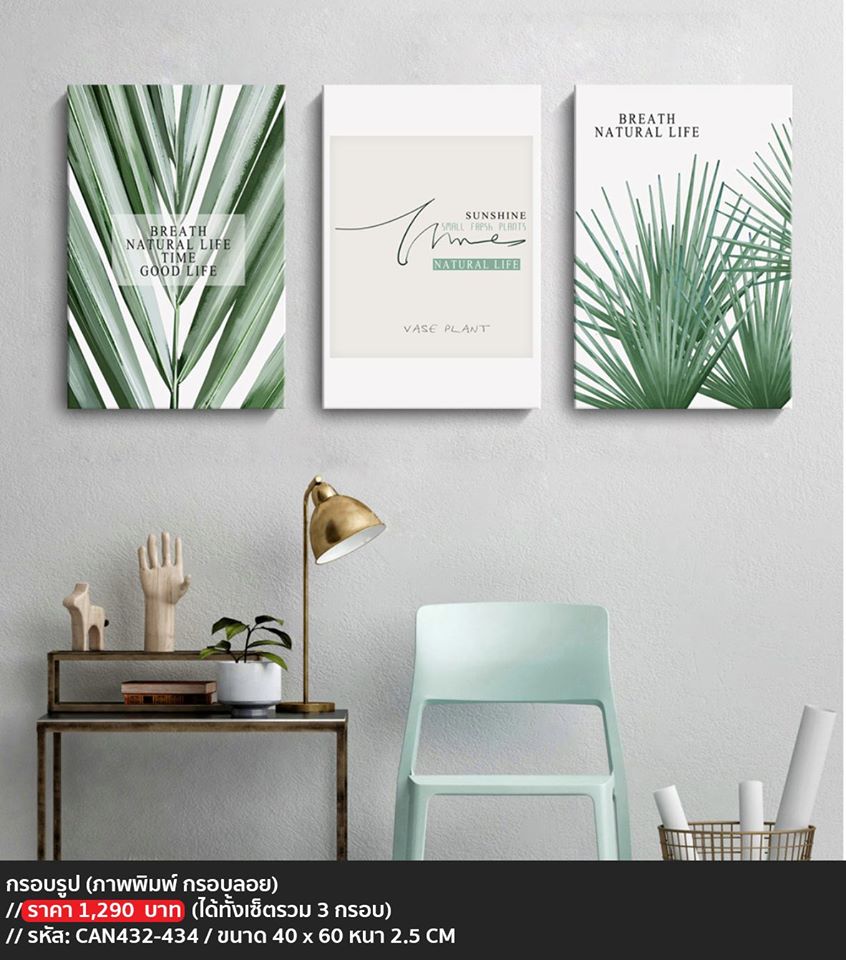 BREATH
NATURAL LIFE
TIME
GOOD LIFE
SUNSHINE
SMALL FRPSH PLANTS
Times
NATURAL LIFE
VASE PLANT
BREATH
NATURAL LIFE
กรอบรูป (ภาพพิมพ์ กรอบลอย)
// ราคา 1,290 บาท (ได้ทั้งเซ็ตรวม 3 กรอบ)
// รหัส: CAN432-434 / ขนาด 40 x 60 หนา 2.5 CM